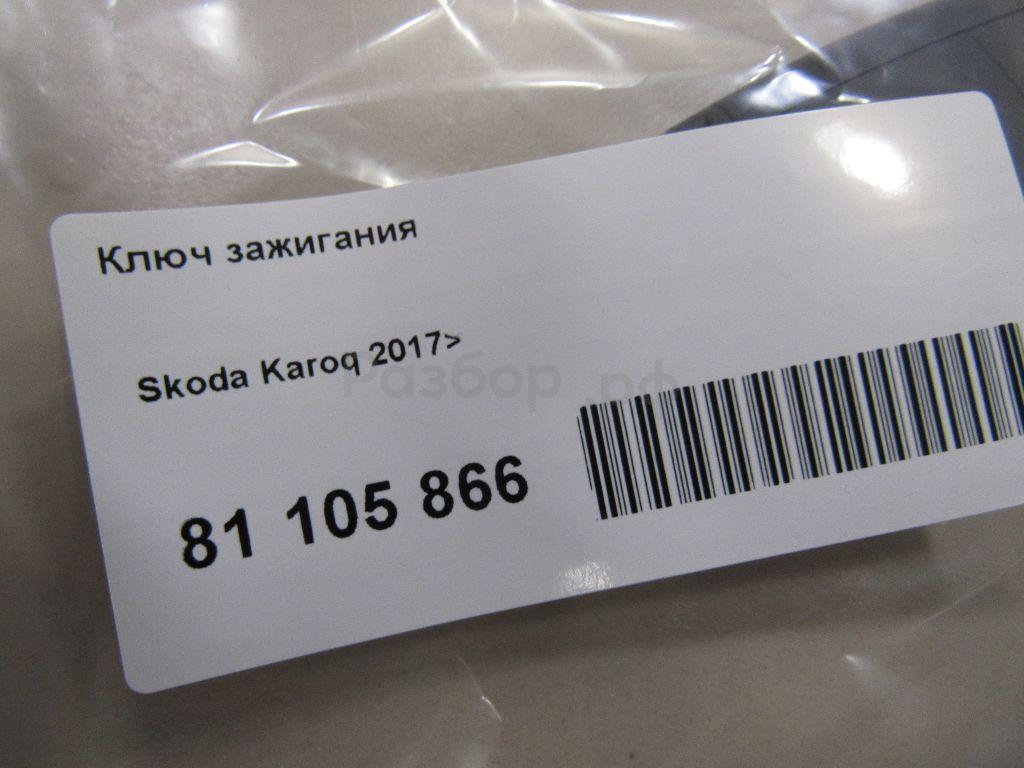 Ключ зажигания
Skoda Karoq 2017>
Разбор.рф
81 105 866